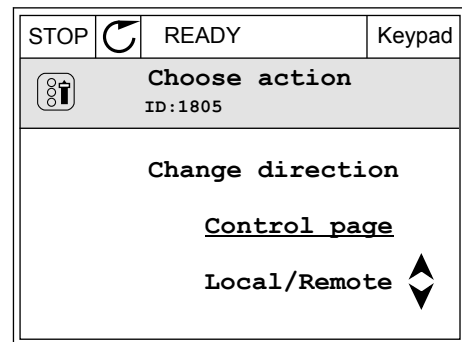 STOP READY Keypad
Choose action
ID:1805
Change direction
Control page
Local/Remote